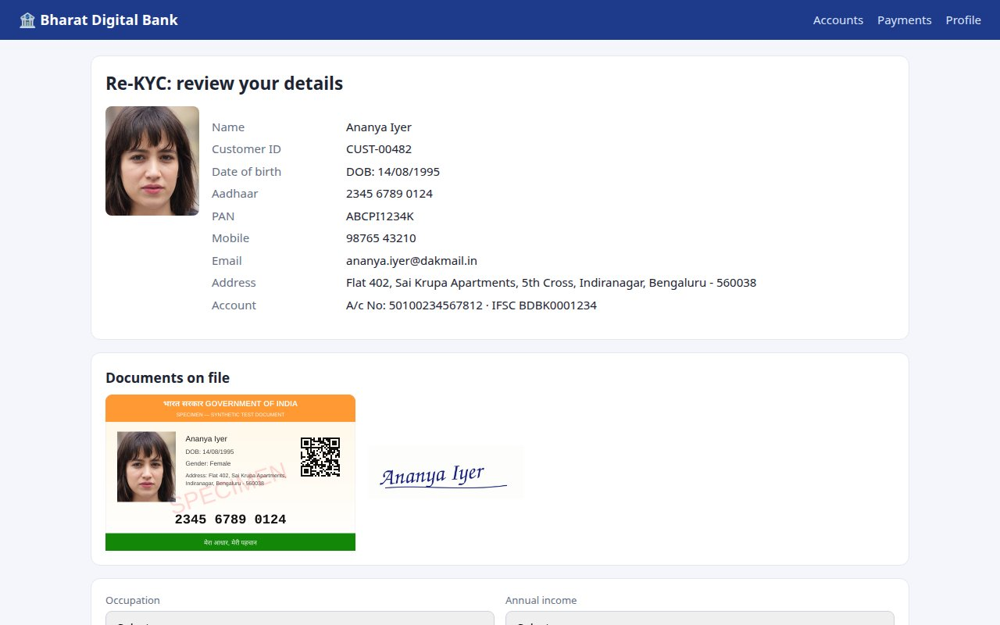 Bharat Digital Bank
Accounts Payments Profile
Re-KYC: review your details
Name Ananya Iyer
Customer ID CUST-00482
Date of birth DOB: 14/08/1995
Aadhaar 2345 6789 0124
PAN ABCPI1234K
Mobile 98765 43210
Email ananya.iyer@dakmail.in
Address Flat 402, Sai Krupa Apartments, 5th Cross, Indiranagar, Bengaluru - 560038
Account A/c No: 50100234567812 · IFSC BDBK0001234
Documents on file
भारत सरकार GOVERNMENT OF INDIA
SPECIMEN — SYNTHETIC TEST DOCUMENT
Ananya Iyer
DOB: 14/08/1995
Gender: Female
Address: Flat 402, Sai Krupa Apartments,
Indiranagar, Bengaluru - 560038
SPECIMEN
2345 6789 0124
मेरा आधार, मेरी पहचान
Ananya Iyer
Occupation Annual income